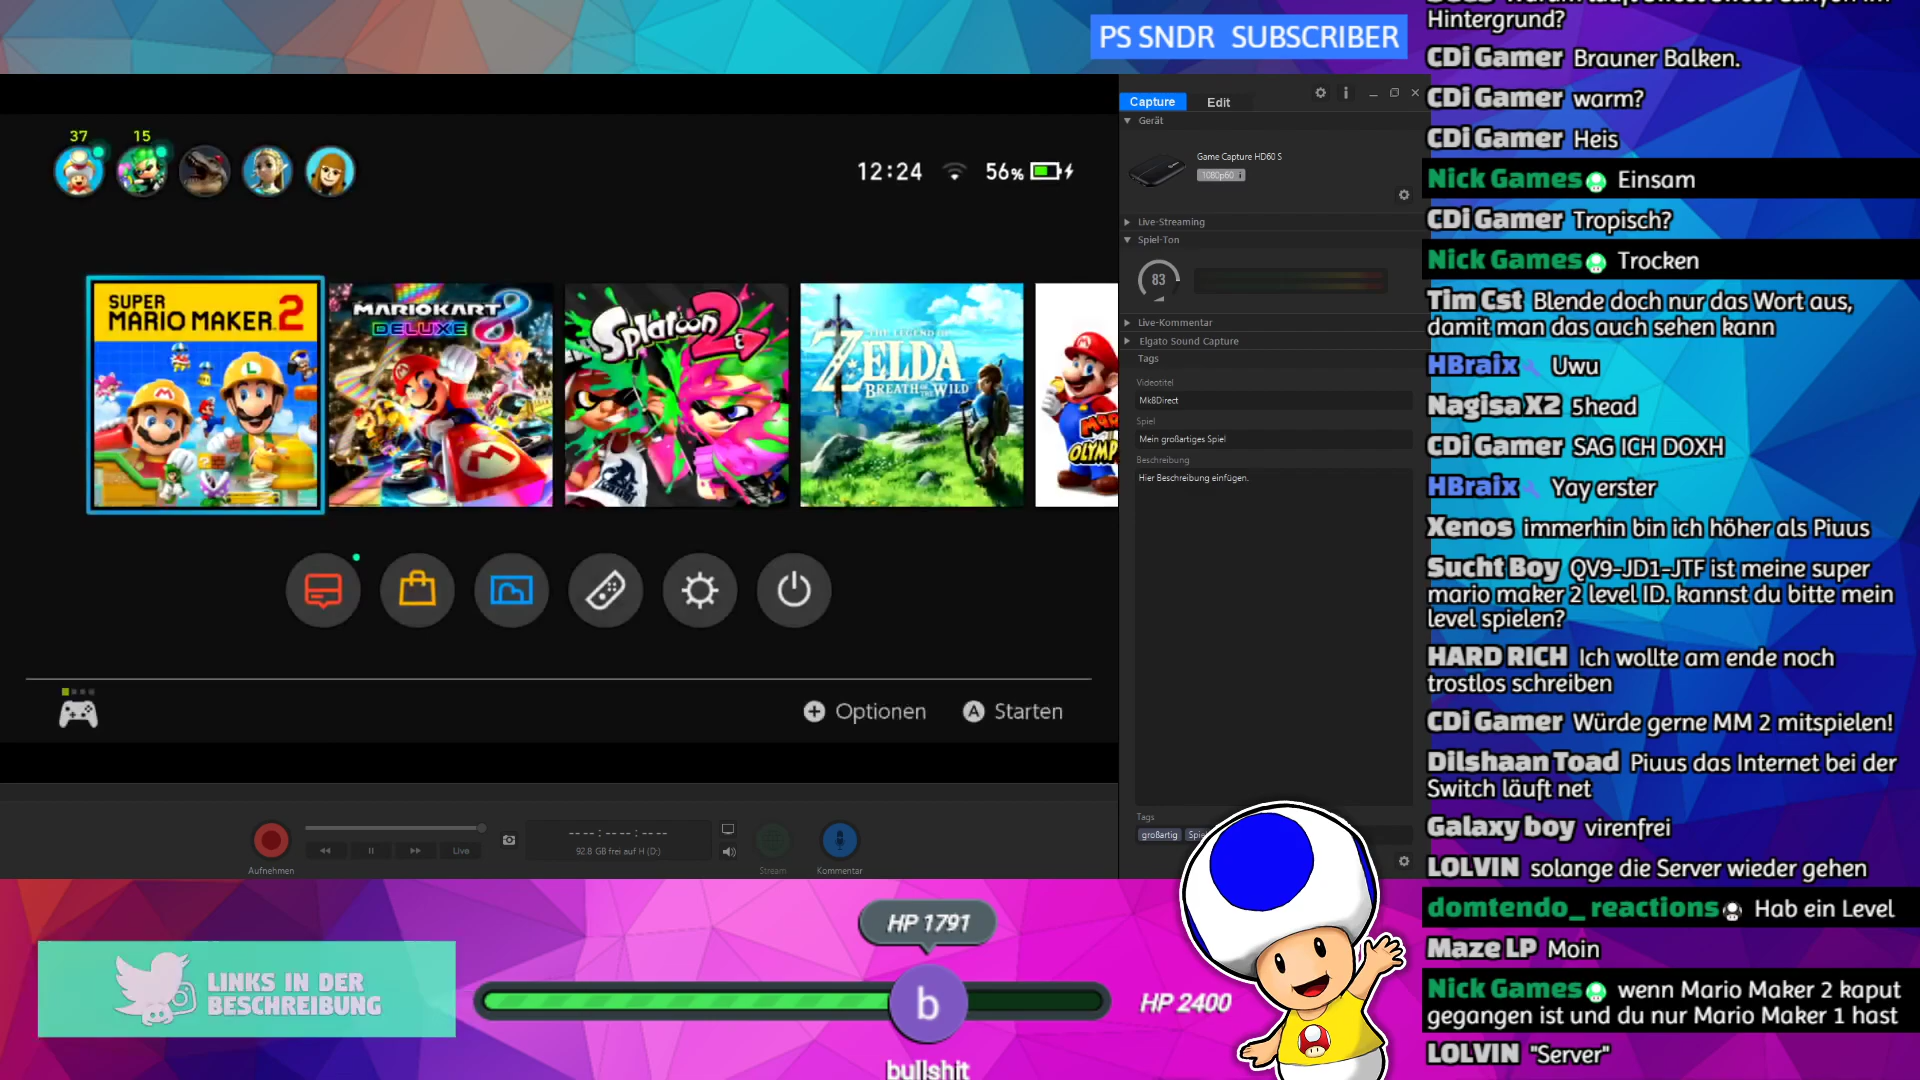 PS SNDR SUBSCRIBER
Hintergrund?
CDi Gamer Brauner Balken.
CDi Gamer warm?
CDi Gamer Heis
Nick Games Einsam
CDi Gamer Tropisch?
Nick Games Trocken
Tim Cst Blende doch nur das Wort aus,
damit man das auch sehen kann
HBraix Uwu
Nagisa X2 5head
CDi Gamer SAG ICH DOXH
HBraix Yay erster
Xenos immerhin bin ich höher als Piuus
Sucht Boy QV9-JD1-JTF ist meine super
mario maker 2 level ID. kannst du bitte mein
level spielen?
HARD RICH Ich wollte am ende noch
trostlos schreiben
CDi Gamer Würde gerne MM 2 mitspielen!
Dilshaan Toad Piuus das Internet bei der
Switch läuft net
Galaxy boy virenfrei
LOLVIN solange die Server wieder gehen
domtendo_reactions Hab ein Level
Maze LP Moin
Nick Games wenn Mario Maker 2 kaput
gegangen ist und du nur Mario Maker 1 hast
LOLVIN "Server"
Capture Edit
Gerät
Game Capture HD60 S
1080p60
Live-Streaming
Spiel-Ton
83
Live-Kommentar
Elgato Sound Capture
Tags
Videotitel
Mk8Direct
Spiel
Mein großartiges Spiel
Beschreibung
Hier Beschreibung einfügen.
Tags
großartig
37 15
12:24 56%
SUPER
MARIO MAKER 2
MARIOKART 8
DELUXE
Splatoon 2
THE LEGEND OF
ZELDA
BREATH OF THE WILD
Optionen
A Starten
-- -- : -- -- : -- --
92.8 GB frei auf H (D:)
Live
Aufnehmen
Stream
Kommentar
LINKS IN DER
BESCHREIBUNG
HP 1791
b
HP 2400
bullshit